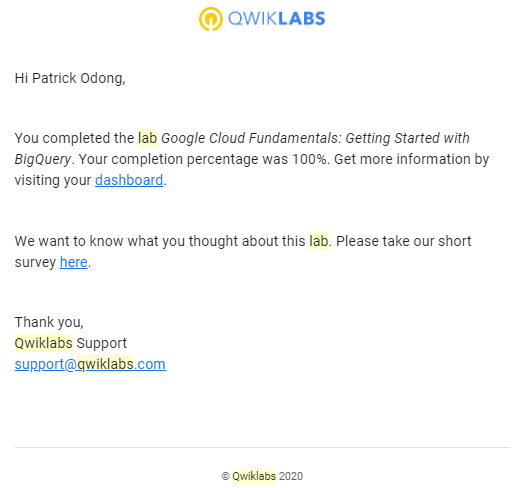 QWIKLABS
Hi Patrick Odong,
You completed the lab Google Cloud Fundamentals: Getting Started with
BigQuery. Your completion percentage was 100%. Get more information by
visiting your dashboard.
We want to know what you thought about this lab. Please take our short
survey here.
Thank you,
Qwiklabs Support
support@qwiklabs.com
© Qwiklabs 2020